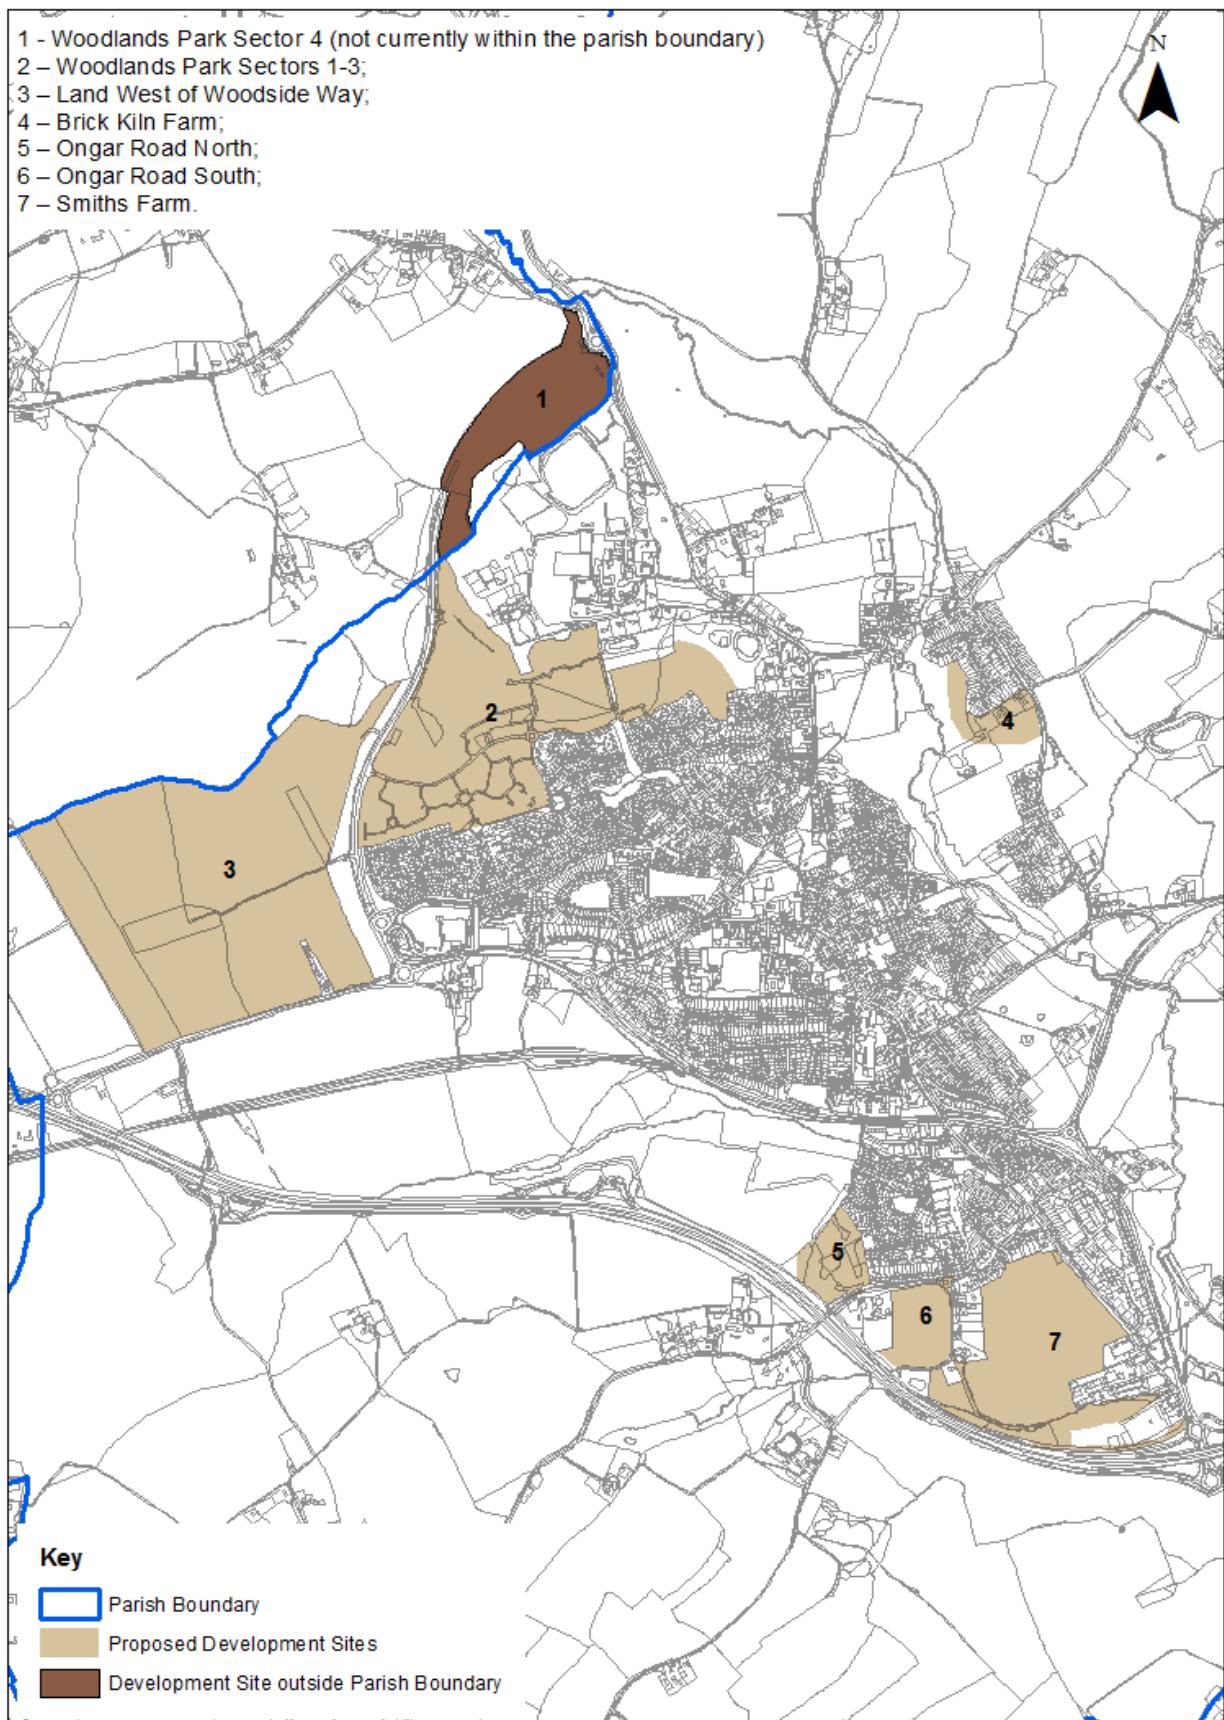 1 - Woodlands Park Sector 4 (not currently within the parish boundary)
2 – Woodlands Park Sectors 1-3;
3 – Land West of Woodside Way;
4 – Brick Kiln Farm;
5 – Ongar Road North;
6 – Ongar Road South;
7 – Smiths Farm.
N
1
2
4
3
5
6
7
Key
Parish Boundary
Proposed Development Sites
Development Site outside Parish Boundary